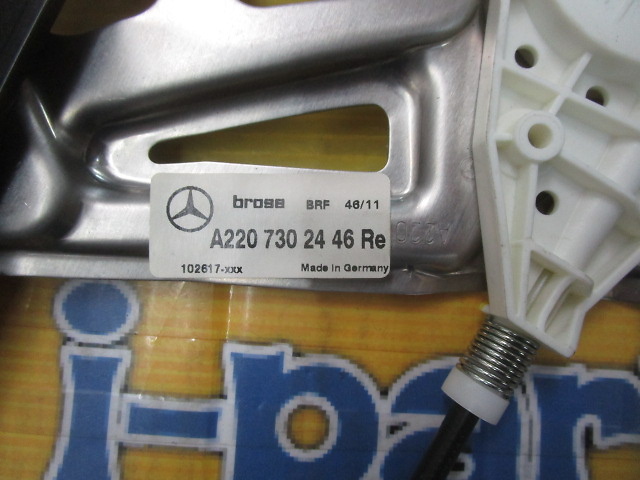 brose BRF 46/11
A220 730 24 46 Re
102617-xxx Made in Germany
i-par